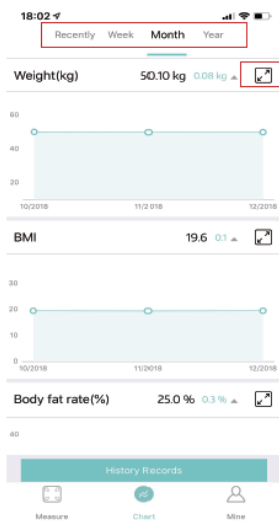 18:02
Recently Week Month Year
Weight(kg) 50.10 kg 0.08 kg
60
40
20
10/2018 11/2018 12/2018
BMI 19.6 0.1
30
20
10
0
10/2018 11/2018 12/2018
Body fat rate(%) 25.0 % 0.3 %
40
History Records
Measure Chart Mine